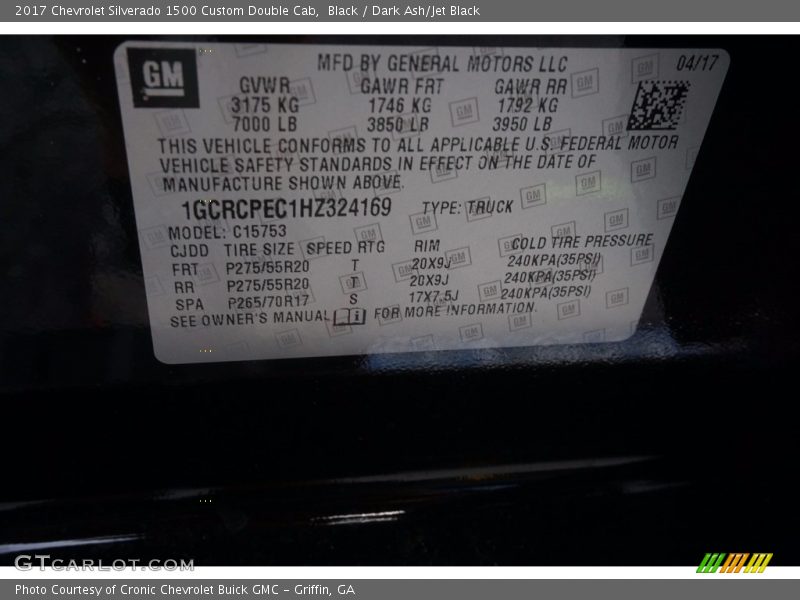 2017 Chevrolet Silverado 1500 Custom Double Cab, Black / Dark Ash/Jet Black
GM
MFD BY GENERAL MOTORS LLC 04/17
GVWR GAWR FRT GAWR RR
3175 KG 1746 KG 1792 KG
7000 LB 3850 LB 3950 LB
THIS VEHICLE CONFORMS TO ALL APPLICABLE U.S. FEDERAL MOTOR
VEHICLE SAFETY STANDARDS IN EFFECT ON THE DATE OF
MANUFACTURE SHOWN ABOVE.
1GCRCPEC1HZ324169 TYPE: TRUCK
MODEL: C15753
CJDD TIRE SIZE SPEED RTG RIM COLD TIRE PRESSURE
FRT P275/55R20 T 20X9J 240KPA(35PSI)
RR P275/55R20 T 20X9J 240KPA(35PSI)
SPA P265/70R17 S 17X7.5J 240KPA(35PSI)
SEE OWNER'S MANUAL i FOR MORE INFORMATION.
GTCARLOT.COM
Photo Courtesy of Cronic Chevrolet Buick GMC – Griffin, GA